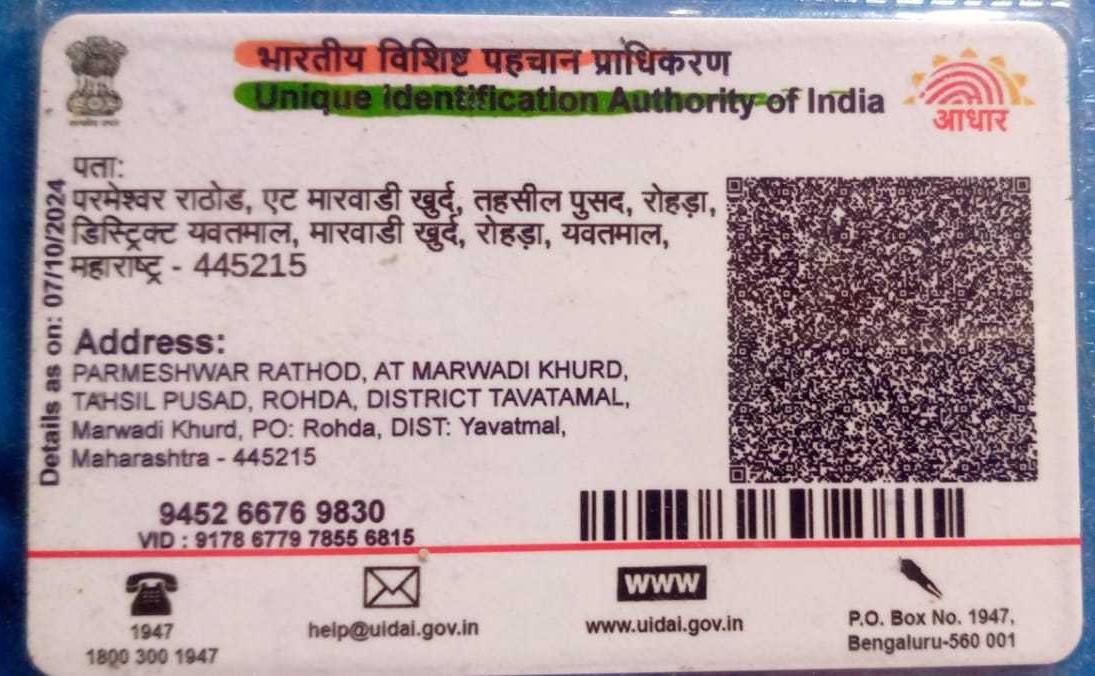 भारतीय विशिष्ट पहचान प्राधिकरण
Unique Identification Authority of India
आधार
Details as on: 07/10/2024
पता:
परमेश्वर राठोड, एट मारवाडी खुर्द, तहसील पुसद, रोहड़ा,
डिस्ट्रिक्ट यवतमाल, मारवाडी खुर्द, रोहड़ा, यवतमाल,
महाराष्ट्र - 445215
Address:
PARMESHWAR RATHOD, AT MARWADI KHURD,
TAHSIL PUSAD, ROHDA, DISTRICT TAVATAMAL,
Marwadi Khurd, PO: Rohda, DIST: Yavatmal,
Maharashtra - 445215
9452 6676 9830
VID : 9178 6779 7855 6815
1947
1800 300 1947
help@uidai.gov.in
www
www.uidai.gov.in
P.O. Box No. 1947,
Bengaluru-560 001